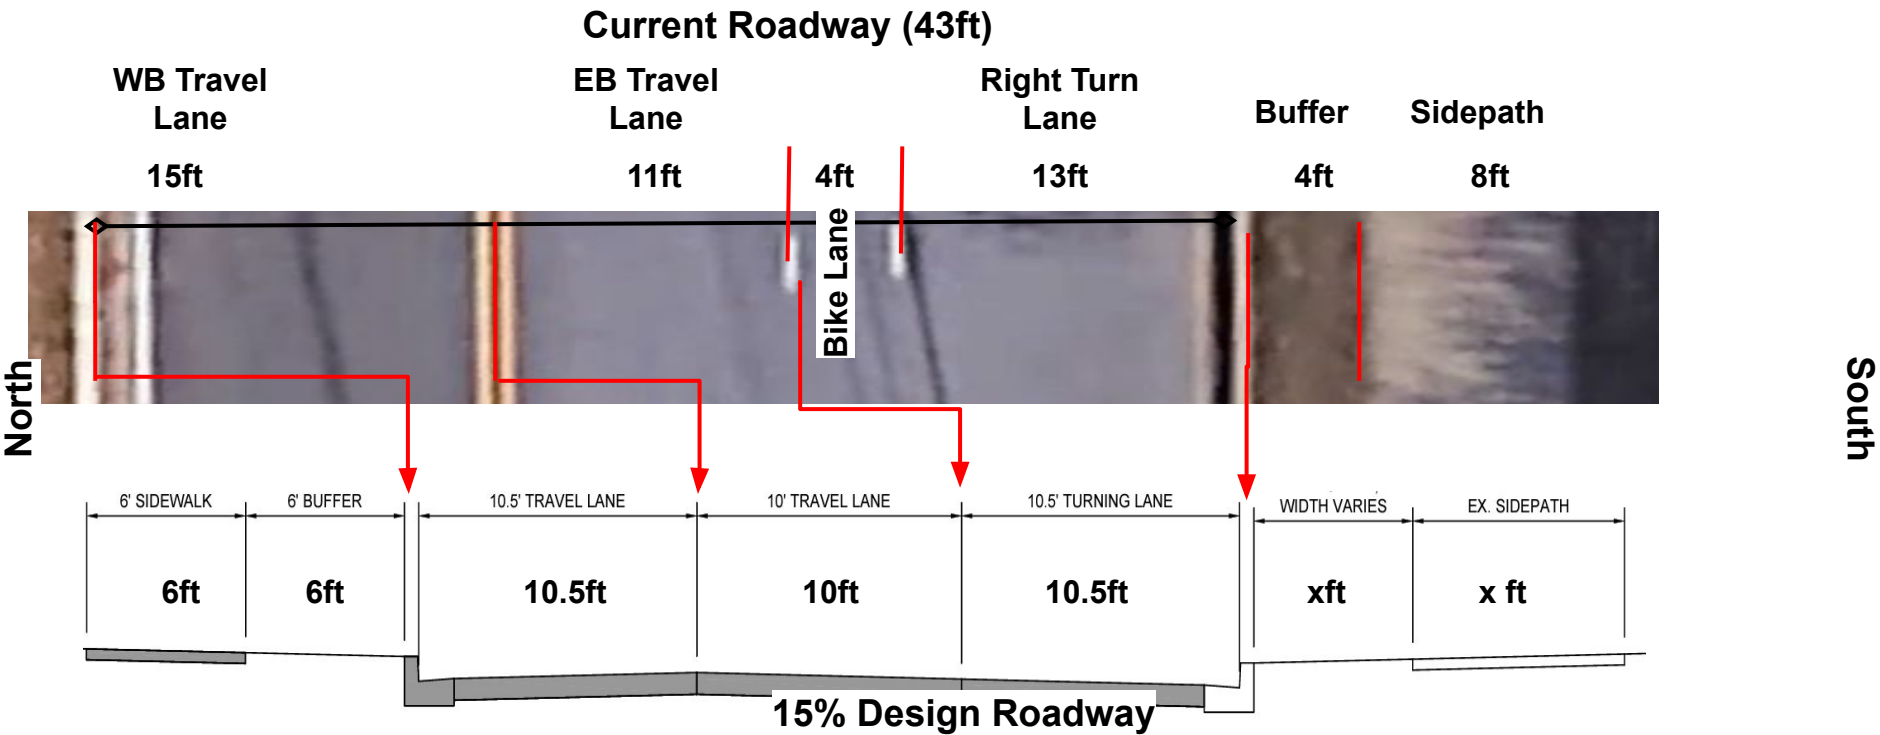 Current Roadway (43ft)
WB Travel
Lane
EB Travel
Lane
Right Turn
Lane
Buffer
Sidepath
15ft
11ft
4ft
13ft
4ft
8ft
Bike Lane
North
South
6' SIDEWALK
6' BUFFER
10.5' TRAVEL LANE
10' TRAVEL LANE
10.5' TURNING LANE
WIDTH VARIES
EX. SIDEPATH
6ft
6ft
10.5ft
10ft
10.5ft
xft
x ft
15% Design Roadway